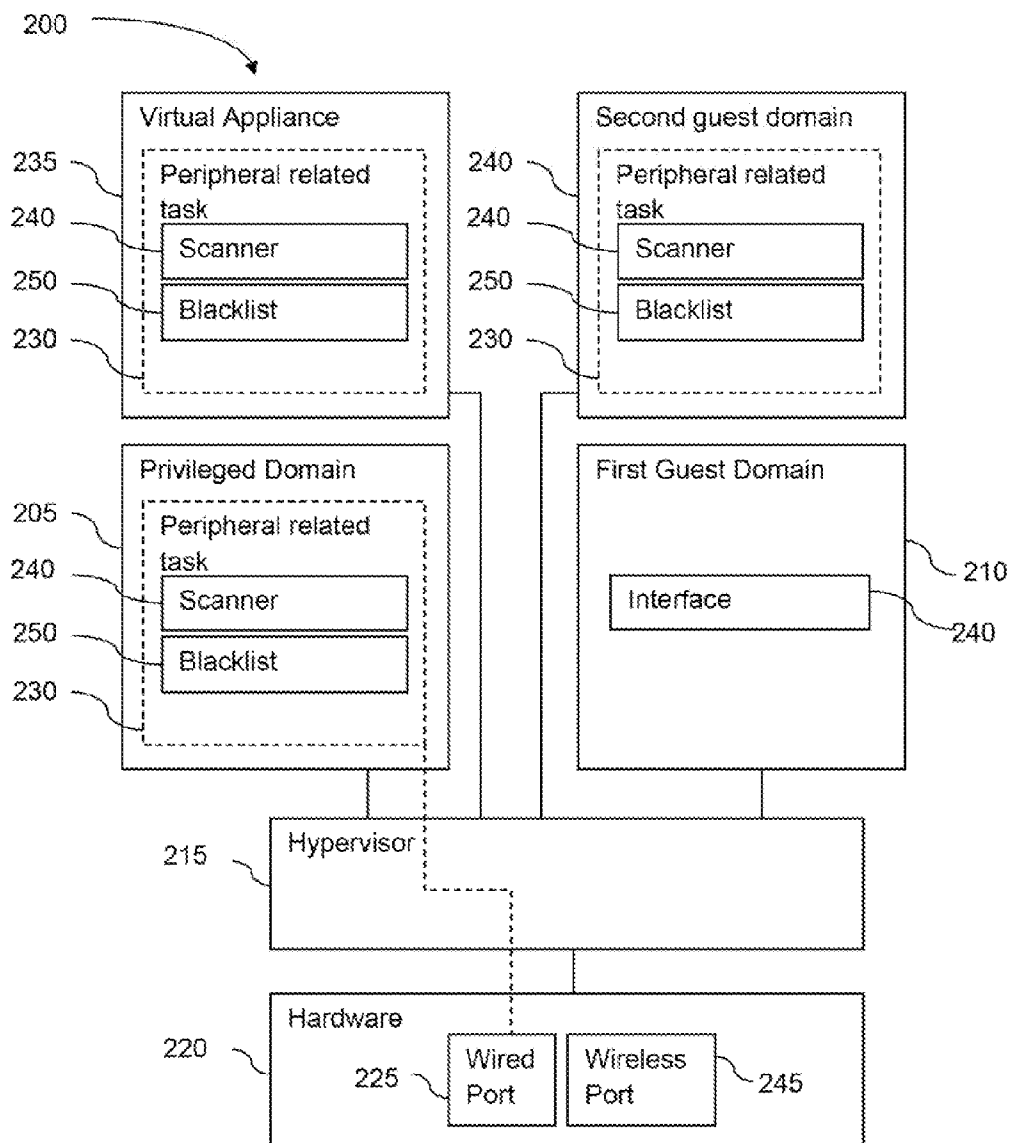 200
Virtual Appliance
235
Peripheral related
task
240
Scanner
250
Blacklist
230
Second guest domain
240
Peripheral related
task
240
Scanner
250
Blacklist
230
Privileged Domain
205
Peripheral related
task
240
Scanner
250
Blacklist
230
First Guest Domain
210
Interface
240
Hypervisor
215
Hardware
220
Wired
Port
225
Wireless
Port
245